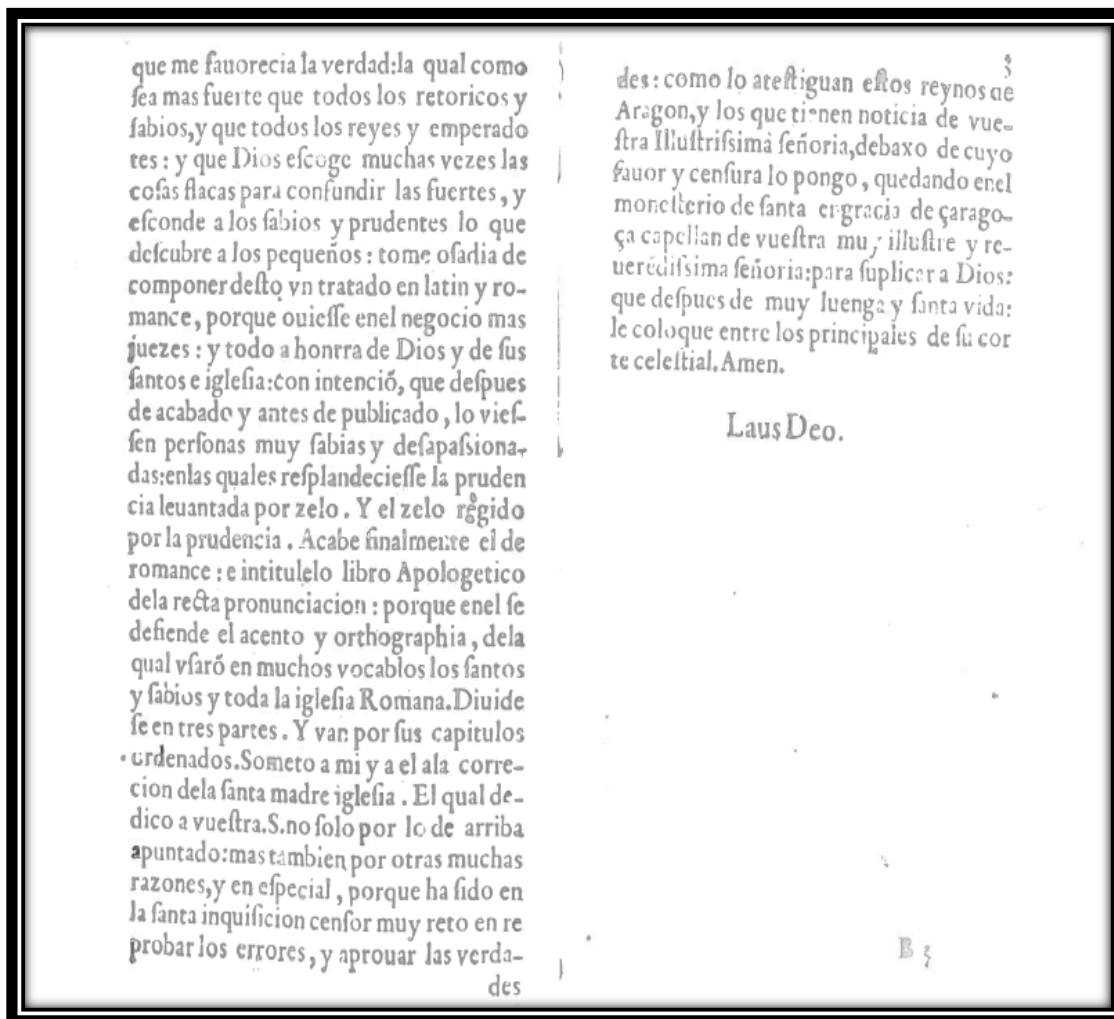 que me fauorecia la verdad:la qual como
ſea mas fuerte que todos los retoricos y
ſabios,y que todos los reyes y emperado
res : y que Dios eſcoge muchas vezes las
coſas flacas para confundir las fuertes, y
eſconde a los ſabios y prudentes lo que
deſcubre a los pequeños : tome oſadia de
componer deſto vn tratado en latin y ro-
mance, porque ouieſſe enel negocio mas
juezes : y todo a honrra de Dios y de ſus
ſantos e igleſia:con intenciō, que deſpues
de acabado y antes de publicado, lo vieſ-
ſen perſonas muy ſabias y deſapaſsiona-
das:enlas quales reſplandecieſſe la pruden
cia leuantada por zelo. Y el zelo regido
por la prudencia. Acabe finalmente el de
romance : e intitulelo libro Apologetico
dela recta pronunciacion : porque enel ſe
defiende el acento y orthographia, dela
qual vſarō en muchos vocablos los ſantos
y ſabios y toda la igleſia Romana.Diuide
ſe en tres partes. Y van por ſus capitulos
ordenados.Someto a mi y a el ala corre-
cion dela ſanta madre igleſia. El qual de-
dico a vueſtra.S.no ſolo por lo de arriba
apuntado:mas tambien por otras muchas
razones,y en eſpecial, porque ha ſido en
la ſanta inquiſicion cenſor muy reto en re
probar los errores, y aprouar las verda-
des
3
des : como lo ateſtiguan eſtos reynos de
Aragon,y los que tienen noticia de vue-
ſtra Illuſtriſsima ſeñoria,debaxo de cuyo
fauor y cenſura lo pongo, quedando enel
moneſterio de ſanta engracia de çarago-
ça capellan de vueſtra muy illuſtre y re-
uerēdiſsima ſeñoria:para ſuplicar a Dios:
que deſpues de muy luenga y ſanta vida:
le coloque entre los principales de ſu cor
te celeſtial.Amen.
Laus Deo.
B 3